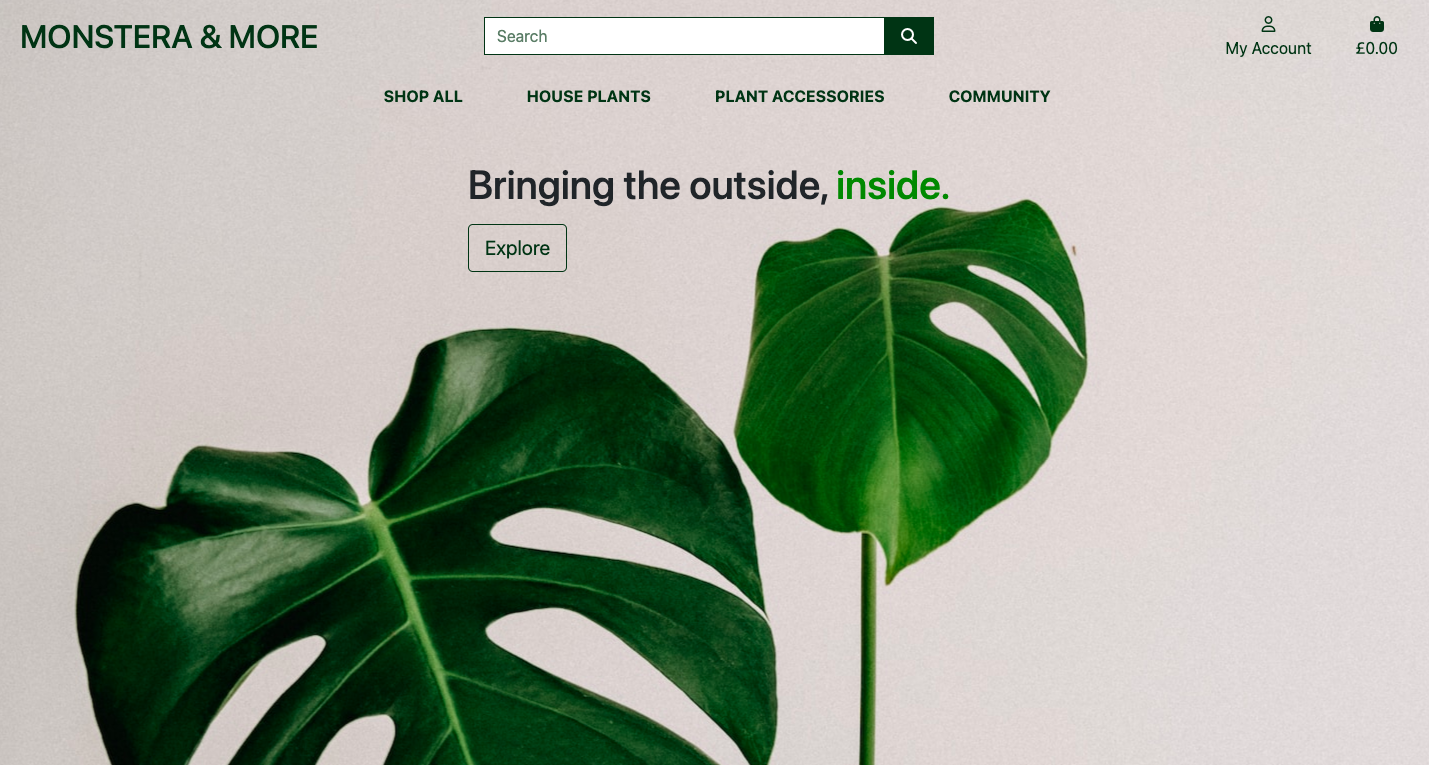 MONSTERA & MORE
Search
My Account
£0.00
SHOP ALL
HOUSE PLANTS
PLANT ACCESSORIES
COMMUNITY
Bringing the outside, inside.
Explore